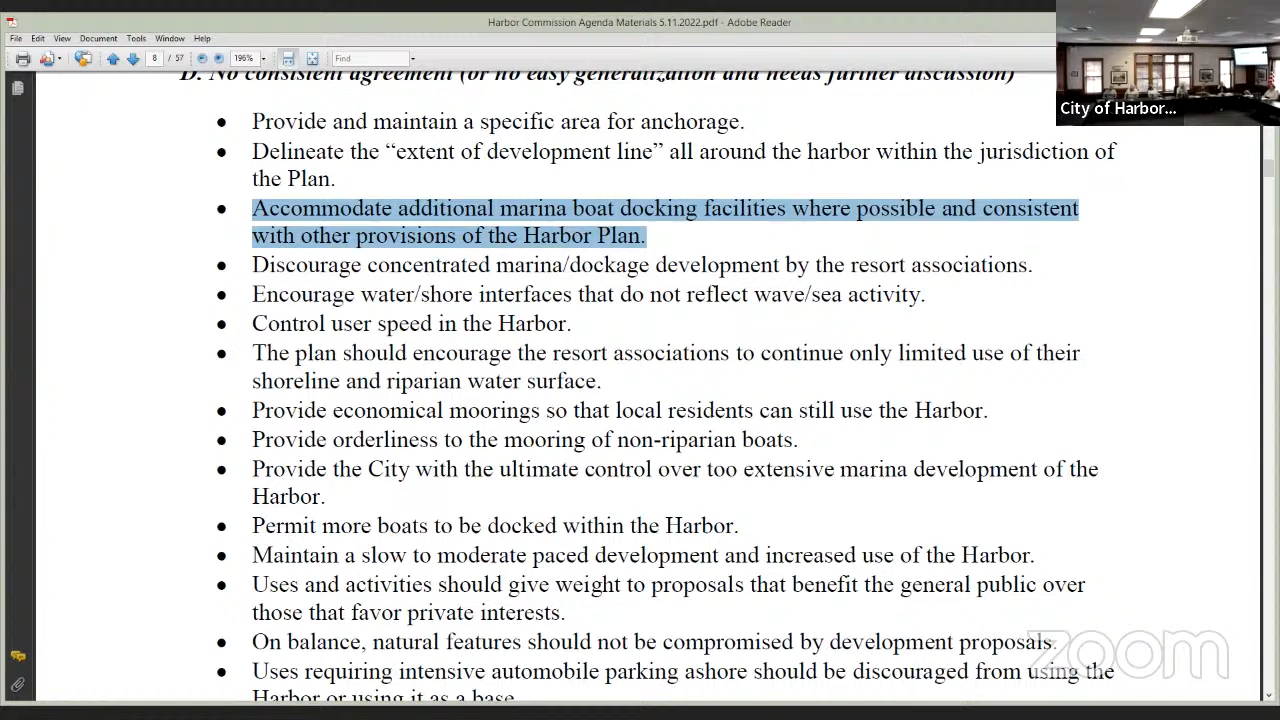 Harbor Commission Agenda Materials 5.11.2022.pdf - Adobe Reader
File Edit View Document Tools Window Help
8 / 57 196% Find
City of Harbor...
D. No consistent agreement (or no easy generalization and needs further discussion)
• Provide and maintain a specific area for anchorage.
• Delineate the “extent of development line” all around the harbor within the jurisdiction of
the Plan.
• Accommodate additional marina boat docking facilities where possible and consistent
with other provisions of the Harbor Plan.
• Discourage concentrated marina/dockage development by the resort associations.
• Encourage water/shore interfaces that do not reflect wave/sea activity.
• Control user speed in the Harbor.
• The plan should encourage the resort associations to continue only limited use of their
shoreline and riparian water surface.
• Provide economical moorings so that local residents can still use the Harbor.
• Provide orderliness to the mooring of non-riparian boats.
• Provide the City with the ultimate control over too extensive marina development of the
Harbor.
• Permit more boats to be docked within the Harbor.
• Maintain a slow to moderate paced development and increased use of the Harbor.
• Uses and activities should give weight to proposals that benefit the general public over
those that favor private interests.
• On balance, natural features should not be compromised by development proposals.
• Uses requiring intensive automobile parking ashore should be discouraged from using the
Harbor or using it as a base.
zoom